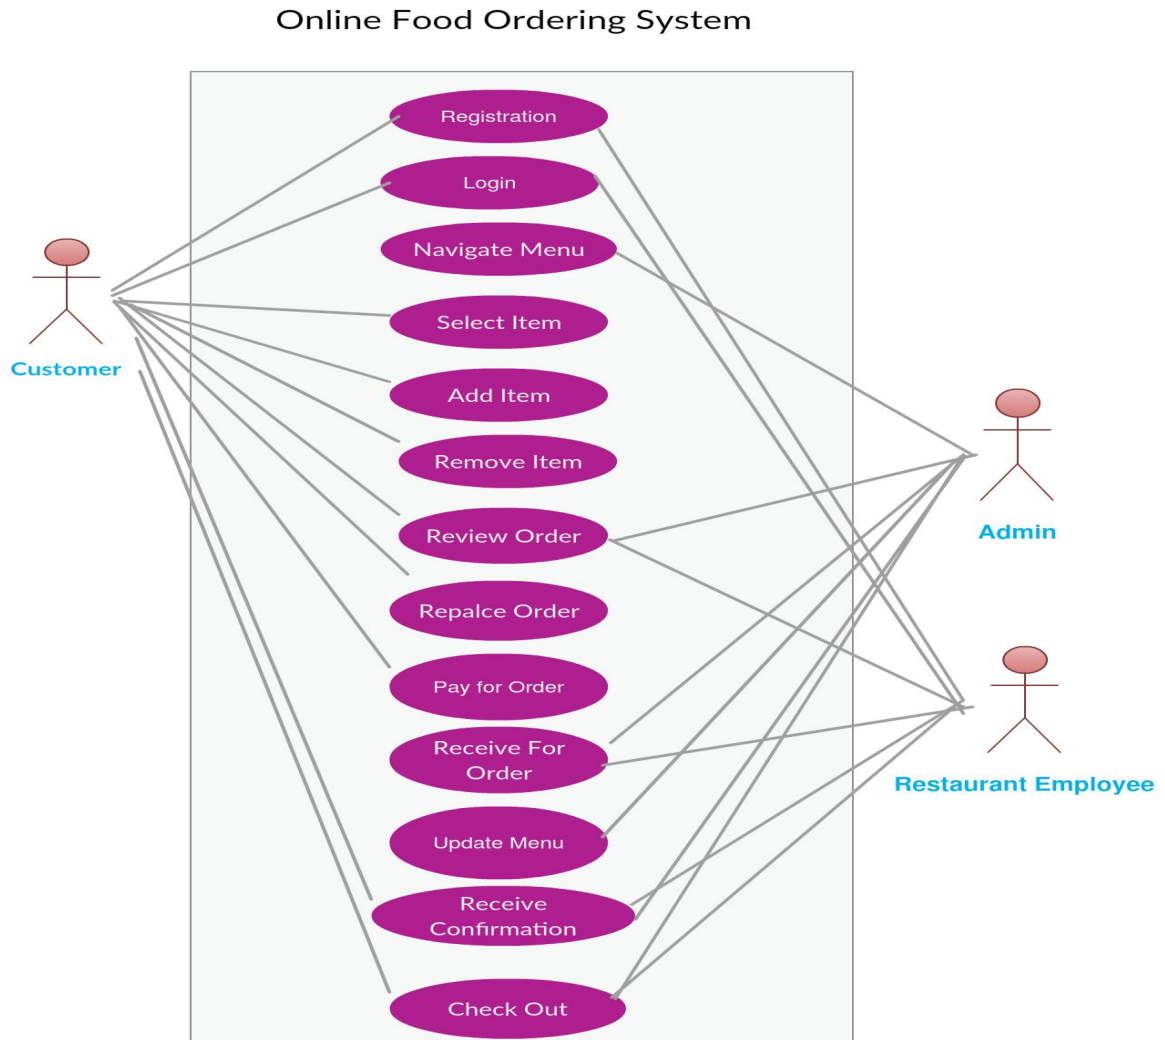 Online Food Ordering System
Registration
Login
Navigate Menu
Select Item
Add Item
Remove Item
Review Order
Repalce Order
Pay for Order
Receive For
Order
Update Menu
Receive
Confirmation
Check Out
Customer
Admin
Restaurant Employee